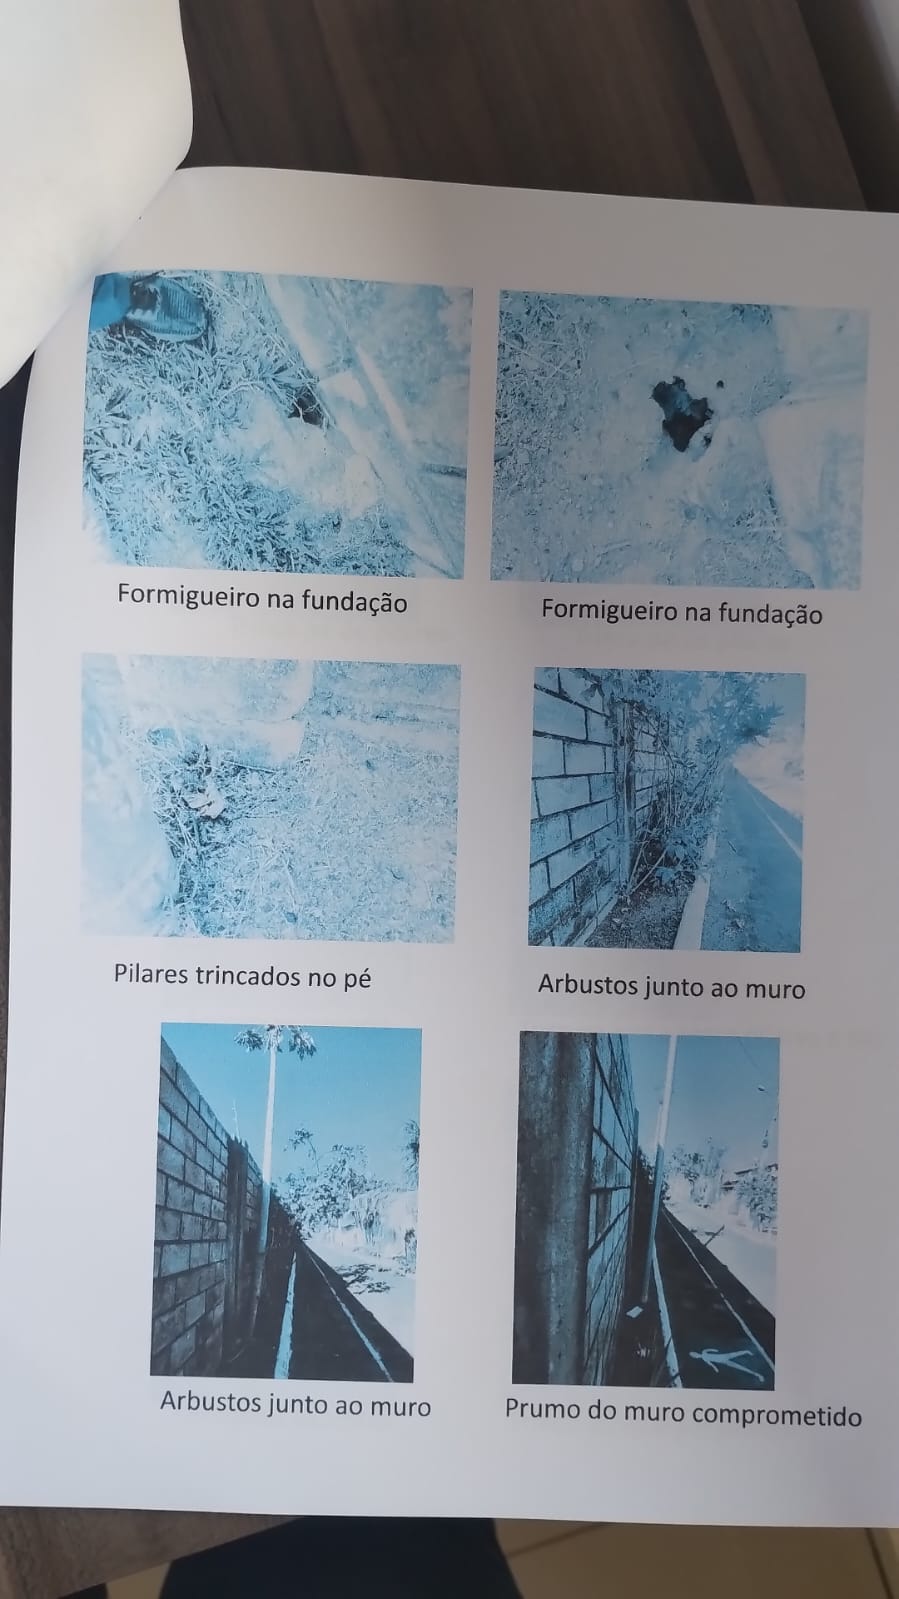 Formigueiro na fundação
Formigueiro na fundação
Pilares trincados no pé
Arbustos junto ao muro
Arbustos junto ao muro
Prumo do muro comprometido